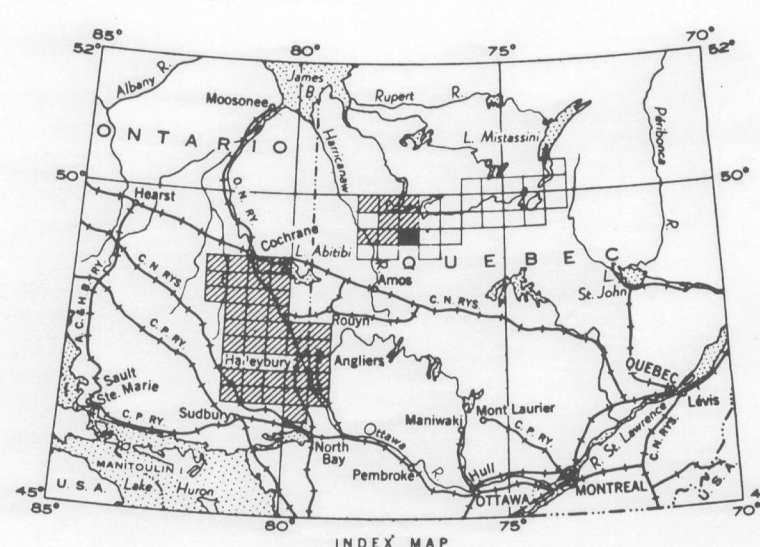 85°
80°
75°
70°
52°
52°
Albany R.
James
B.
Moosonee
Rupert R.
L. Mistassini
Péribonca R.
ONTARIO
Harricanaw R.
50°
50°
Hearst
O. N. RY.
Cochrane
L. Abitibi
QUEBEC
Amos
L.
St. John
C. N. RYS.
C. N. RYS.
A.C. & H.B. RY.
C. P. RY.
Rouyn
Haileybury
Angliers
QUEBEC
Lévis
Sault
Ste. Marie
C. P. RY.
Sudbury
Maniwaki
Mont Laurier
C. P. RY.
R. St. Lawrence
C. N. RYS.
North
Bay
Ottawa R.
Pembroke
Hull
OTTAWA
MONTREAL
MANITOULIN I.
U. S. A.
Lake Huron
U. S. A.
45°
85°
80°
75°
70°
INDEX MAP